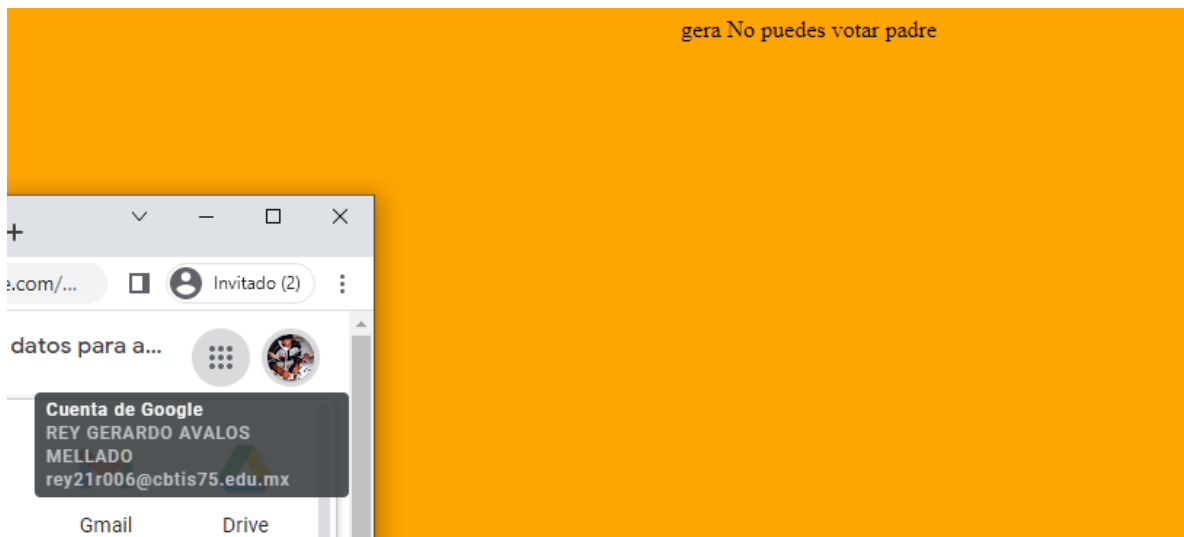 gera No puedes votar padre
e.com/...
Invitado (2)
datos para a...
Cuenta de Google
REY GERARDO AVALOS
MELLADO
rey21r006@cbtis75.edu.mx
Gmail
Drive